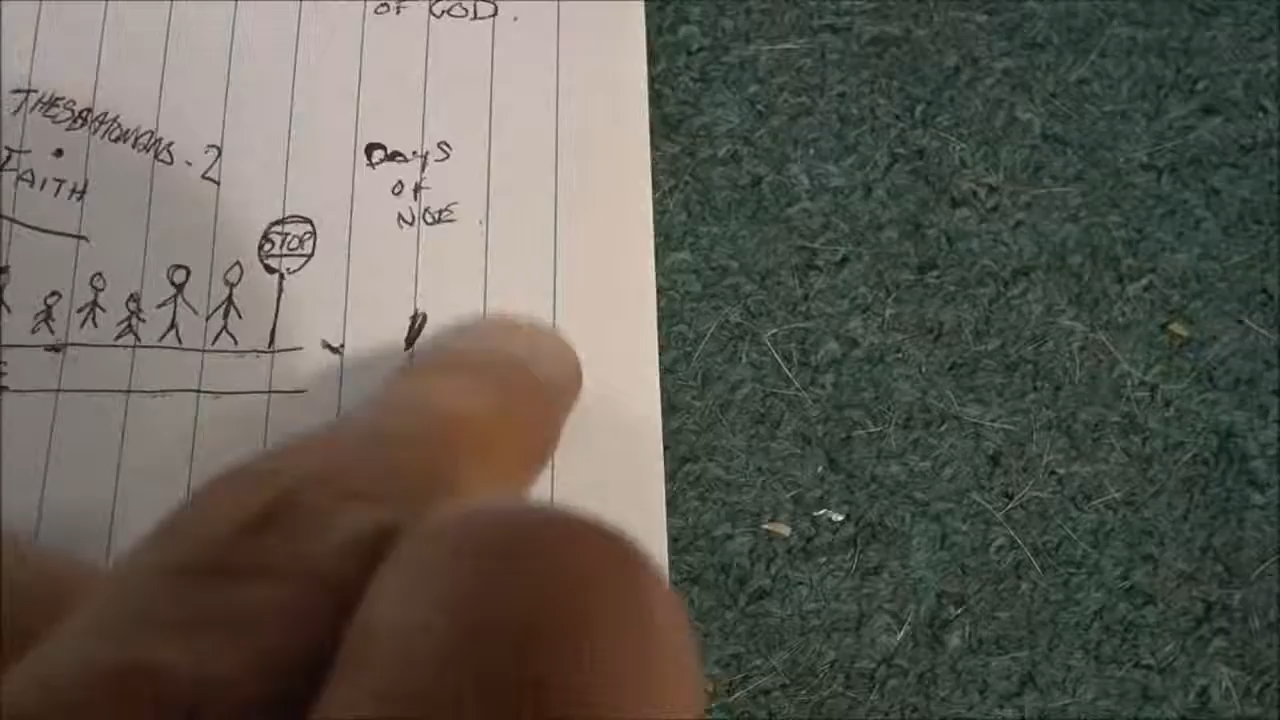 OF GOD.
THESSALONIANS. 2
FAITH
STOP
Days
OF
NOE